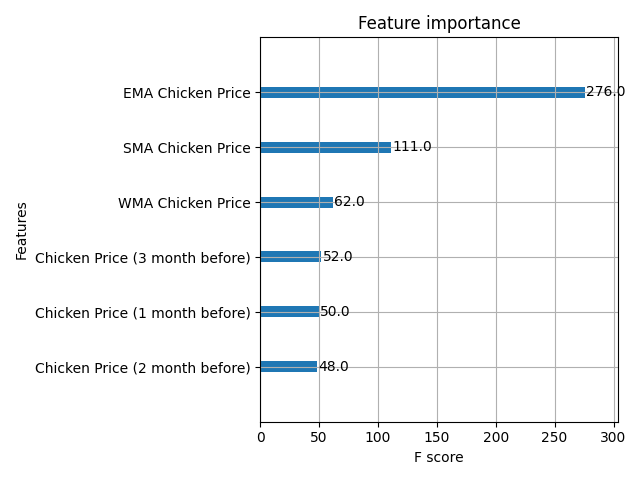 Feature importance
EMA Chicken Price
276.0
SMA Chicken Price
111.0
WMA Chicken Price
62.0
Chicken Price (3 month before)
52.0
Chicken Price (1 month before)
50.0
Chicken Price (2 month before)
48.0
Features
0 50 100 150 200 250 300
F score